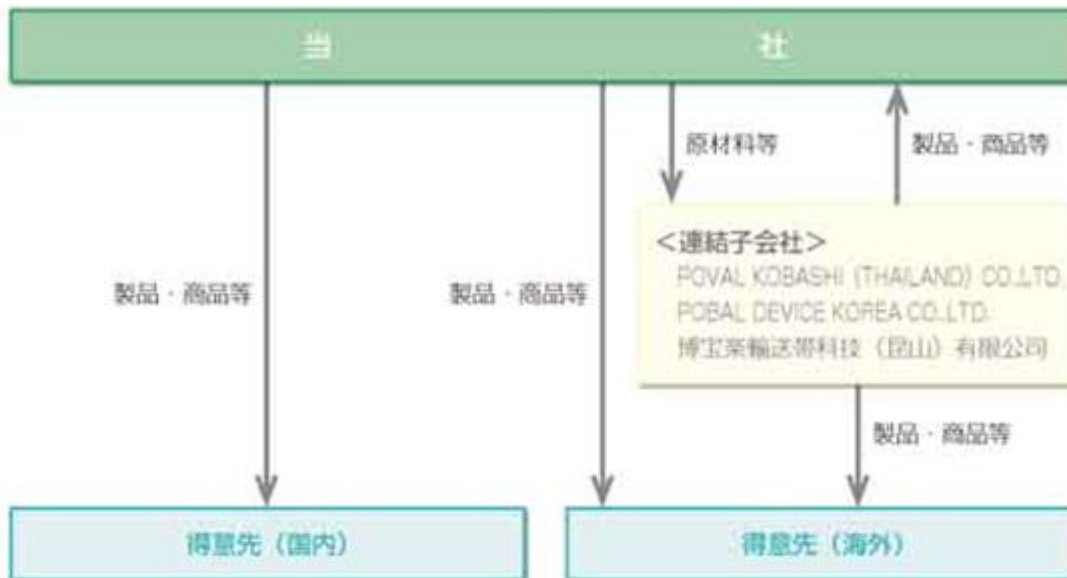 当社
原材料等
製品・商品等
<連結子会社>
POVAL KOBASHI (THAILAND) CO.,LTD.
POBAL DEVICE KOREA CO.,LTD.
博宝楽輸送帯科技（昆山）有限公司
製品・商品等
製品・商品等
製品・商品等
得意先（国内）
得意先（海外）